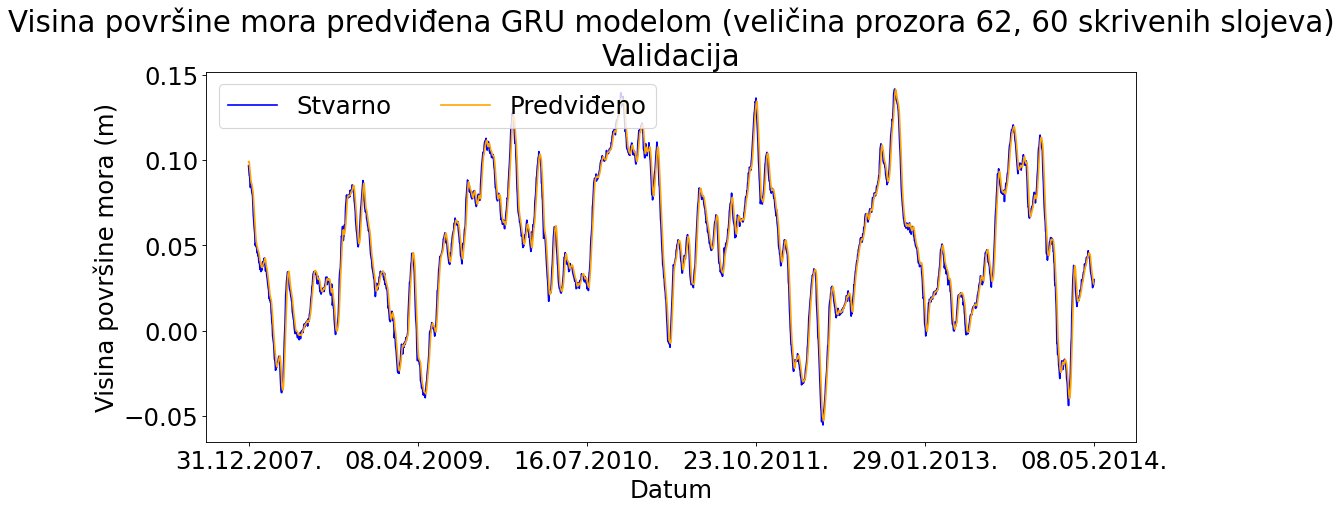 Visina površine mora predviđena GRU modelom (veličina prozora 62, 60 skrivenih slojeva)
Validacija
Stvarno Predviđeno
Visina površine mora (m)
0.15
0.10
0.05
0.00
−0.05
31.12.2007. 08.04.2009. 16.07.2010. 23.10.2011. 29.01.2013. 08.05.2014.
Datum